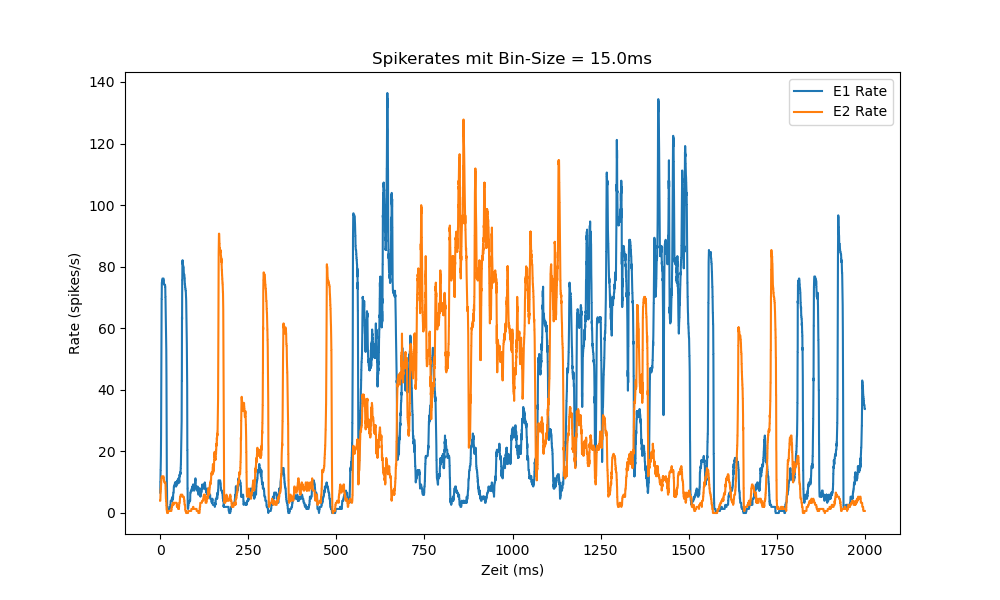 Spikerates mit Bin-Size = 15.0ms
E1 Rate
E2 Rate
140
120
100
80
60
40
20
0
Rate (spikes/s)
0 250 500 750 1000 1250 1500 1750 2000
Zeit (ms)